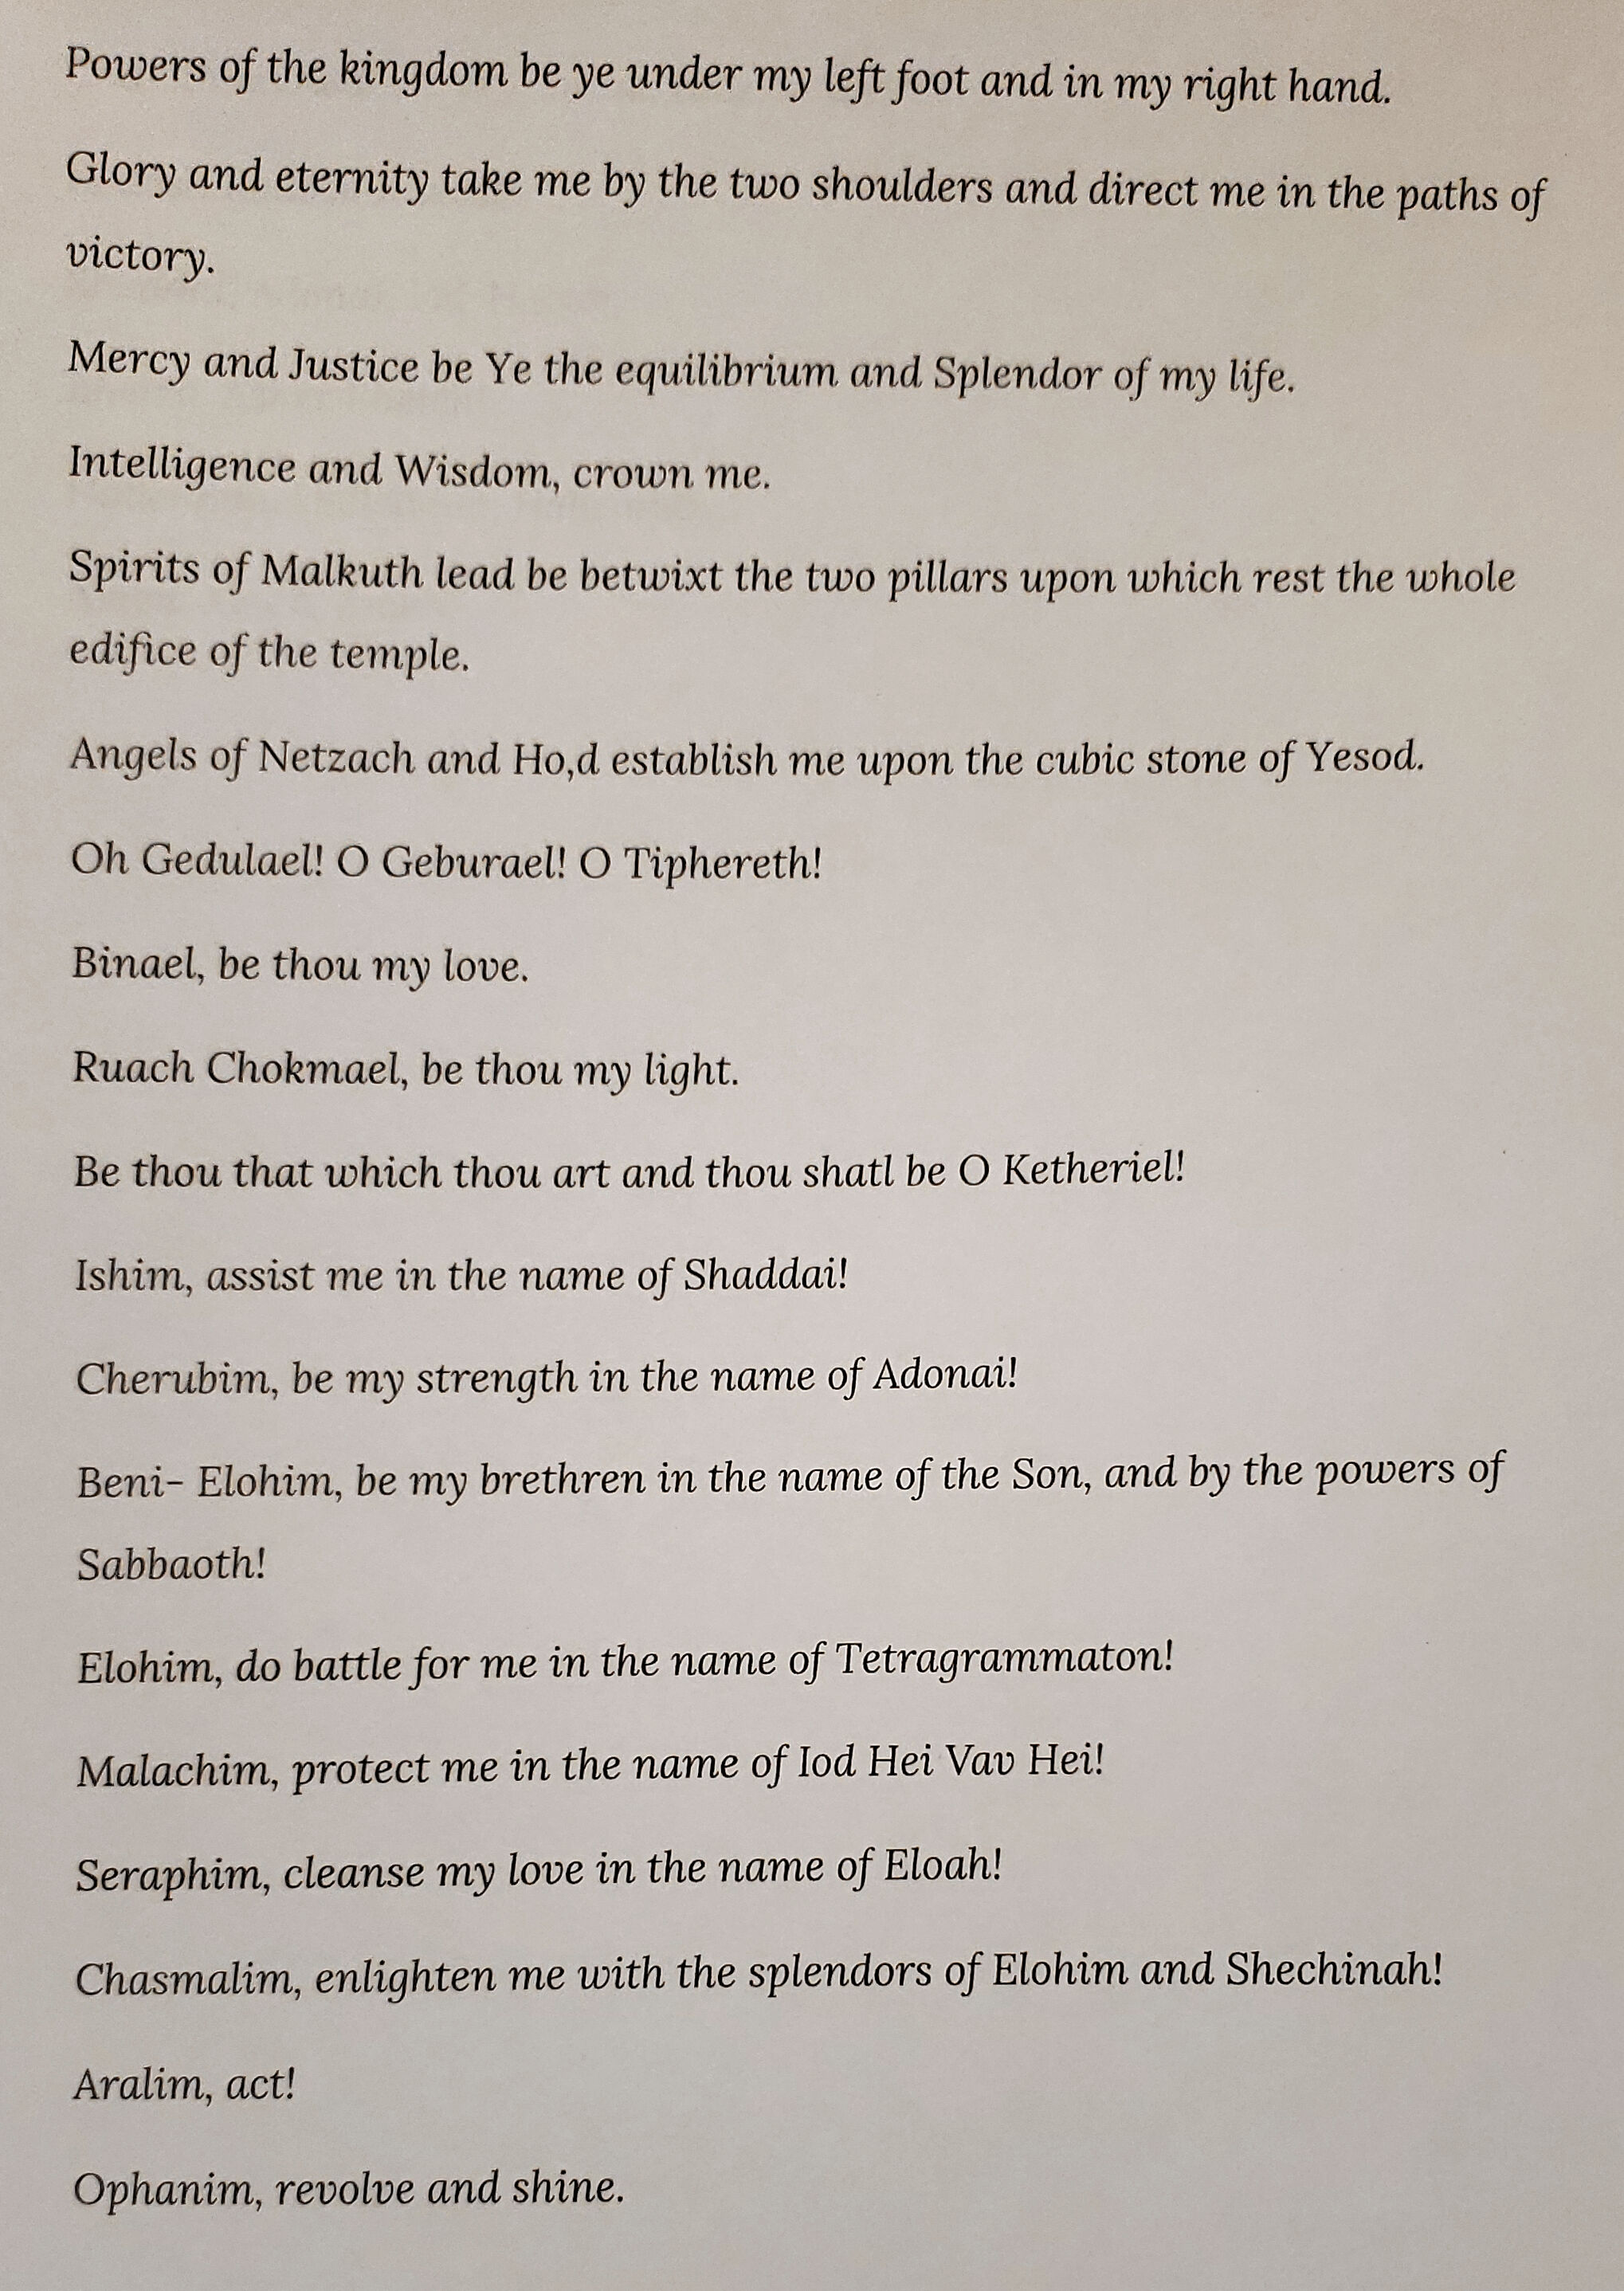 Powers of the kingdom be ye under my left foot and in my right hand.
Glory and eternity take me by the two shoulders and direct me in the paths of
victory.
Mercy and Justice be Ye the equilibrium and Splendor of my life.
Intelligence and Wisdom, crown me.
Spirits of Malkuth lead be betwixt the two pillars upon which rest the whole
edifice of the temple.
Angels of Netzach and Ho,d establish me upon the cubic stone of Yesod.
Oh Gedulael! O Geburael! O Tiphereth!
Binael, be thou my love.
Ruach Chokmael, be thou my light.
Be thou that which thou art and thou shatl be O Ketheriel!
Ishim, assist me in the name of Shaddai!
Cherubim, be my strength in the name of Adonai!
Beni- Elohim, be my brethren in the name of the Son, and by the powers of
Sabbaoth!
Elohim, do battle for me in the name of Tetragrammaton!
Malachim, protect me in the name of Iod Hei Vav Hei!
Seraphim, cleanse my love in the name of Eloah!
Chasmalim, enlighten me with the splendors of Elohim and Shechinah!
Aralim, act!
Ophanim, revolve and shine.